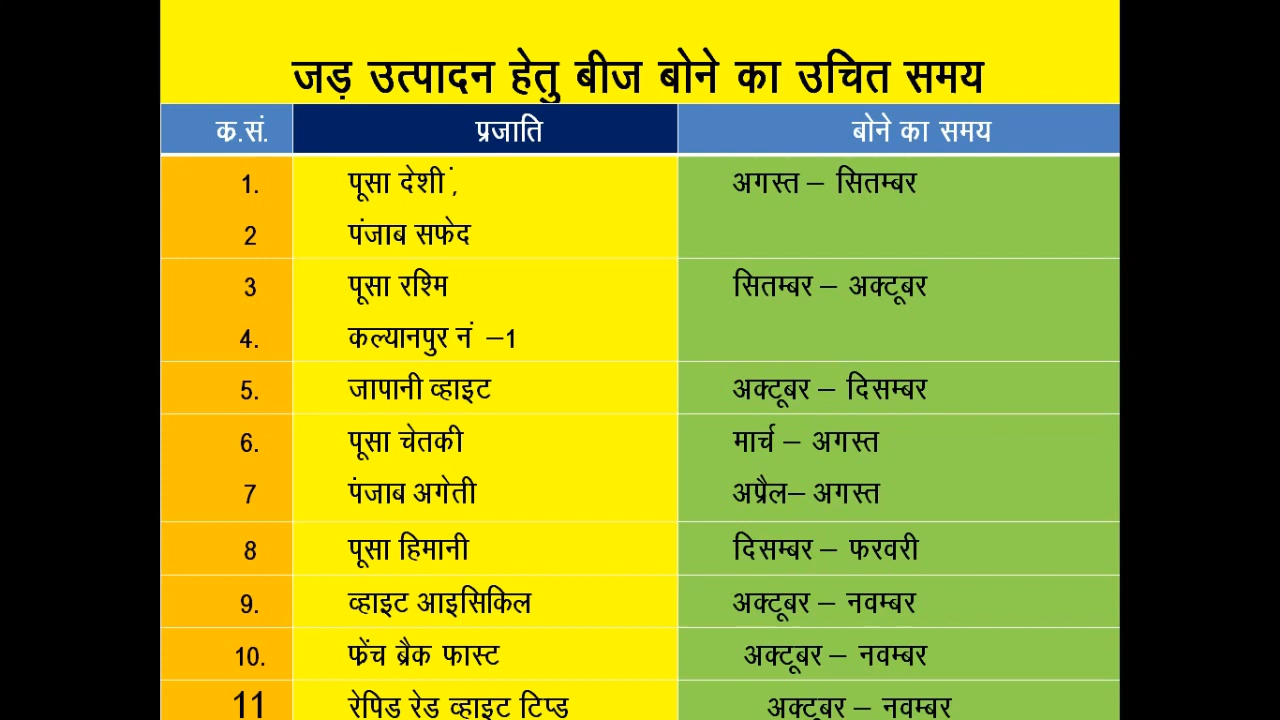 जड़ उत्पादन हेतु बीज बोने का उचित समय
क्र.सं. प्रजाति बोने का समय
1. पूसा देशी ं, अगस्त – सितम्बर
2 पंजाब सफेद
3 पूसा रश्मि सितम्बर – अक्टूबर
4. कल्यानपुर नं –1
5. जापानी व्हाइट अक्टूबर – दिसम्बर
6. पूसा चेतकी मार्च – अगस्त
7 पंजाब अगेती अप्रैल– अगस्त
8 पूसा हिमानी दिसम्बर – फरवरी
9. व्हाइट आइसिकिल अक्टूबर – नवम्बर
10. फ्रेंच ब्रैक फास्ट अक्टूबर – नवम्बर
11 रेपिड रेड व्हाइट टिप्ड अक्टूबर – नवम्बर